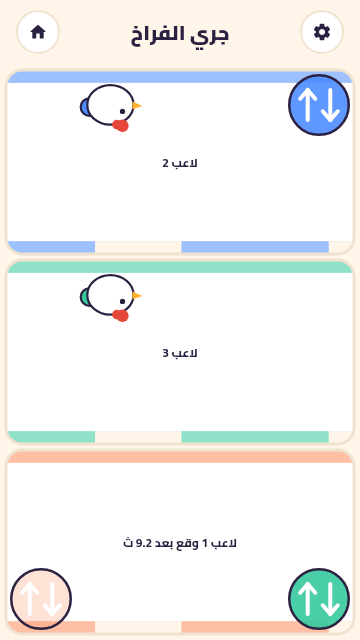 جري الفراخ
لاعب 2
لاعب 3
لاعب 1 وقع بعد 9.2 ث